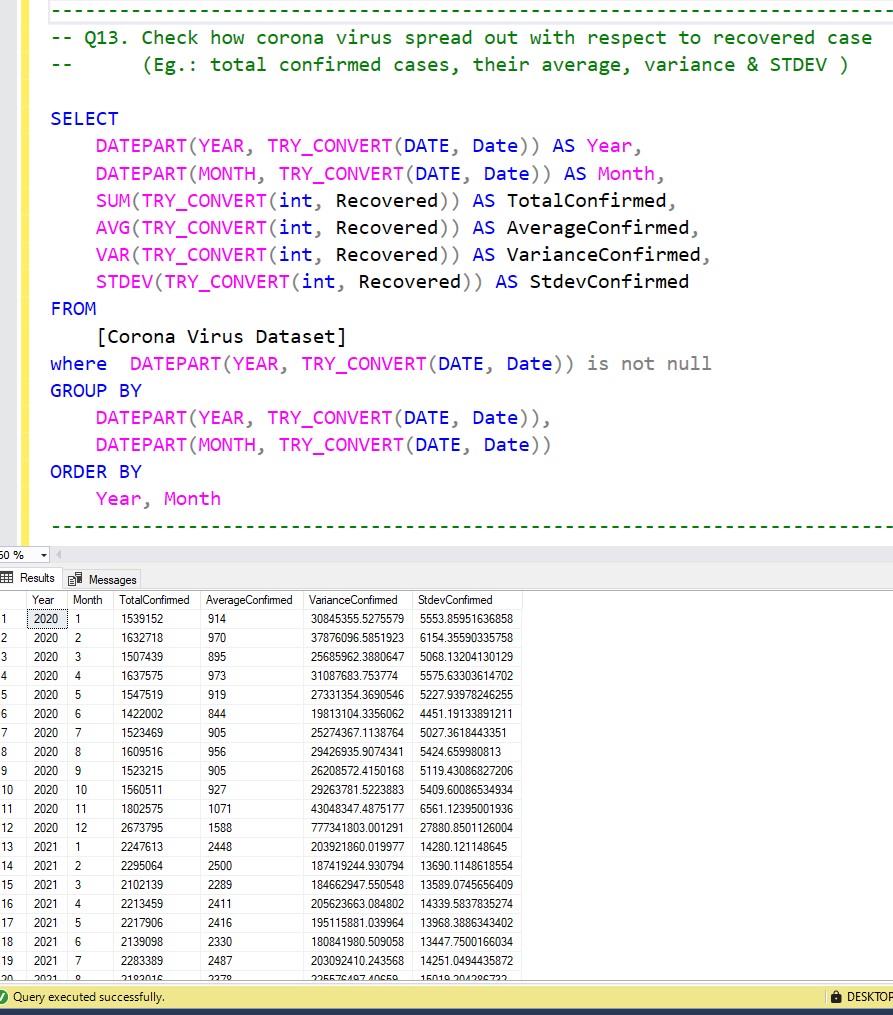 -- Q13. Check how corona virus spread out with respect to recovered case
--      (Eg.: total confirmed cases, their average, variance & STDEV )
SELECT
    DATEPART(YEAR, TRY_CONVERT(DATE, Date)) AS Year,
    DATEPART(MONTH, TRY_CONVERT(DATE, Date)) AS Month,
    SUM(TRY_CONVERT(int, Recovered)) AS TotalConfirmed,
    AVG(TRY_CONVERT(int, Recovered)) AS AverageConfirmed,
    VAR(TRY_CONVERT(int, Recovered)) AS VarianceConfirmed,
    STDEV(TRY_CONVERT(int, Recovered)) AS StdevConfirmed
FROM
    [Corona Virus Dataset]
where  DATEPART(YEAR, TRY_CONVERT(DATE, Date)) is not null
GROUP BY
    DATEPART(YEAR, TRY_CONVERT(DATE, Date)),
    DATEPART(MONTH, TRY_CONVERT(DATE, Date))
ORDER BY
    Year, Month
Results Messages
Year Month TotalConfirmed AverageConfirmed VarianceConfirmed StdevConfirmed
1 2020 1 1539152 914 30845355.5275579 5553.85951636858
2 2020 2 1632718 970 37876096.5851923 6154.35590335758
3 2020 3 1507439 895 25685962.3880647 5068.13204130129
4 2020 4 1637575 973 31087683.753774 5575.63303614702
5 2020 5 1547519 919 27331354.3690546 5227.93978246255
6 2020 6 1422002 844 19813104.3356062 4451.19133891211
7 2020 7 1523469 905 25274367.1138764 5027.3618443351
8 2020 8 1609516 956 29426935.9074341 5424.659980813
9 2020 9 1523215 905 26208572.4150168 5119.43086827206
10 2020 10 1560511 927 29263781.5223883 5409.60086534934
11 2020 11 1802575 1071 43048347.4875177 6561.12395001936
12 2020 12 2673795 1588 777341803.001291 27880.8501126004
13 2021 1 2247613 2448 203921860.019977 14280.121148645
14 2021 2 2295064 2500 187419244.930794 13690.1148618554
15 2021 3 2102139 2289 184662947.550548 13589.0745656409
16 2021 4 2213459 2411 205623663.084802 14339.5837835274
17 2021 5 2217906 2416 195115881.039964 13968.3886343402
18 2021 6 2139098 2330 180841980.509058 13447.7500166034
19 2021 7 2283389 2487 203092410.243568 14251.0494435872
Query executed successfully.
DESKTOP